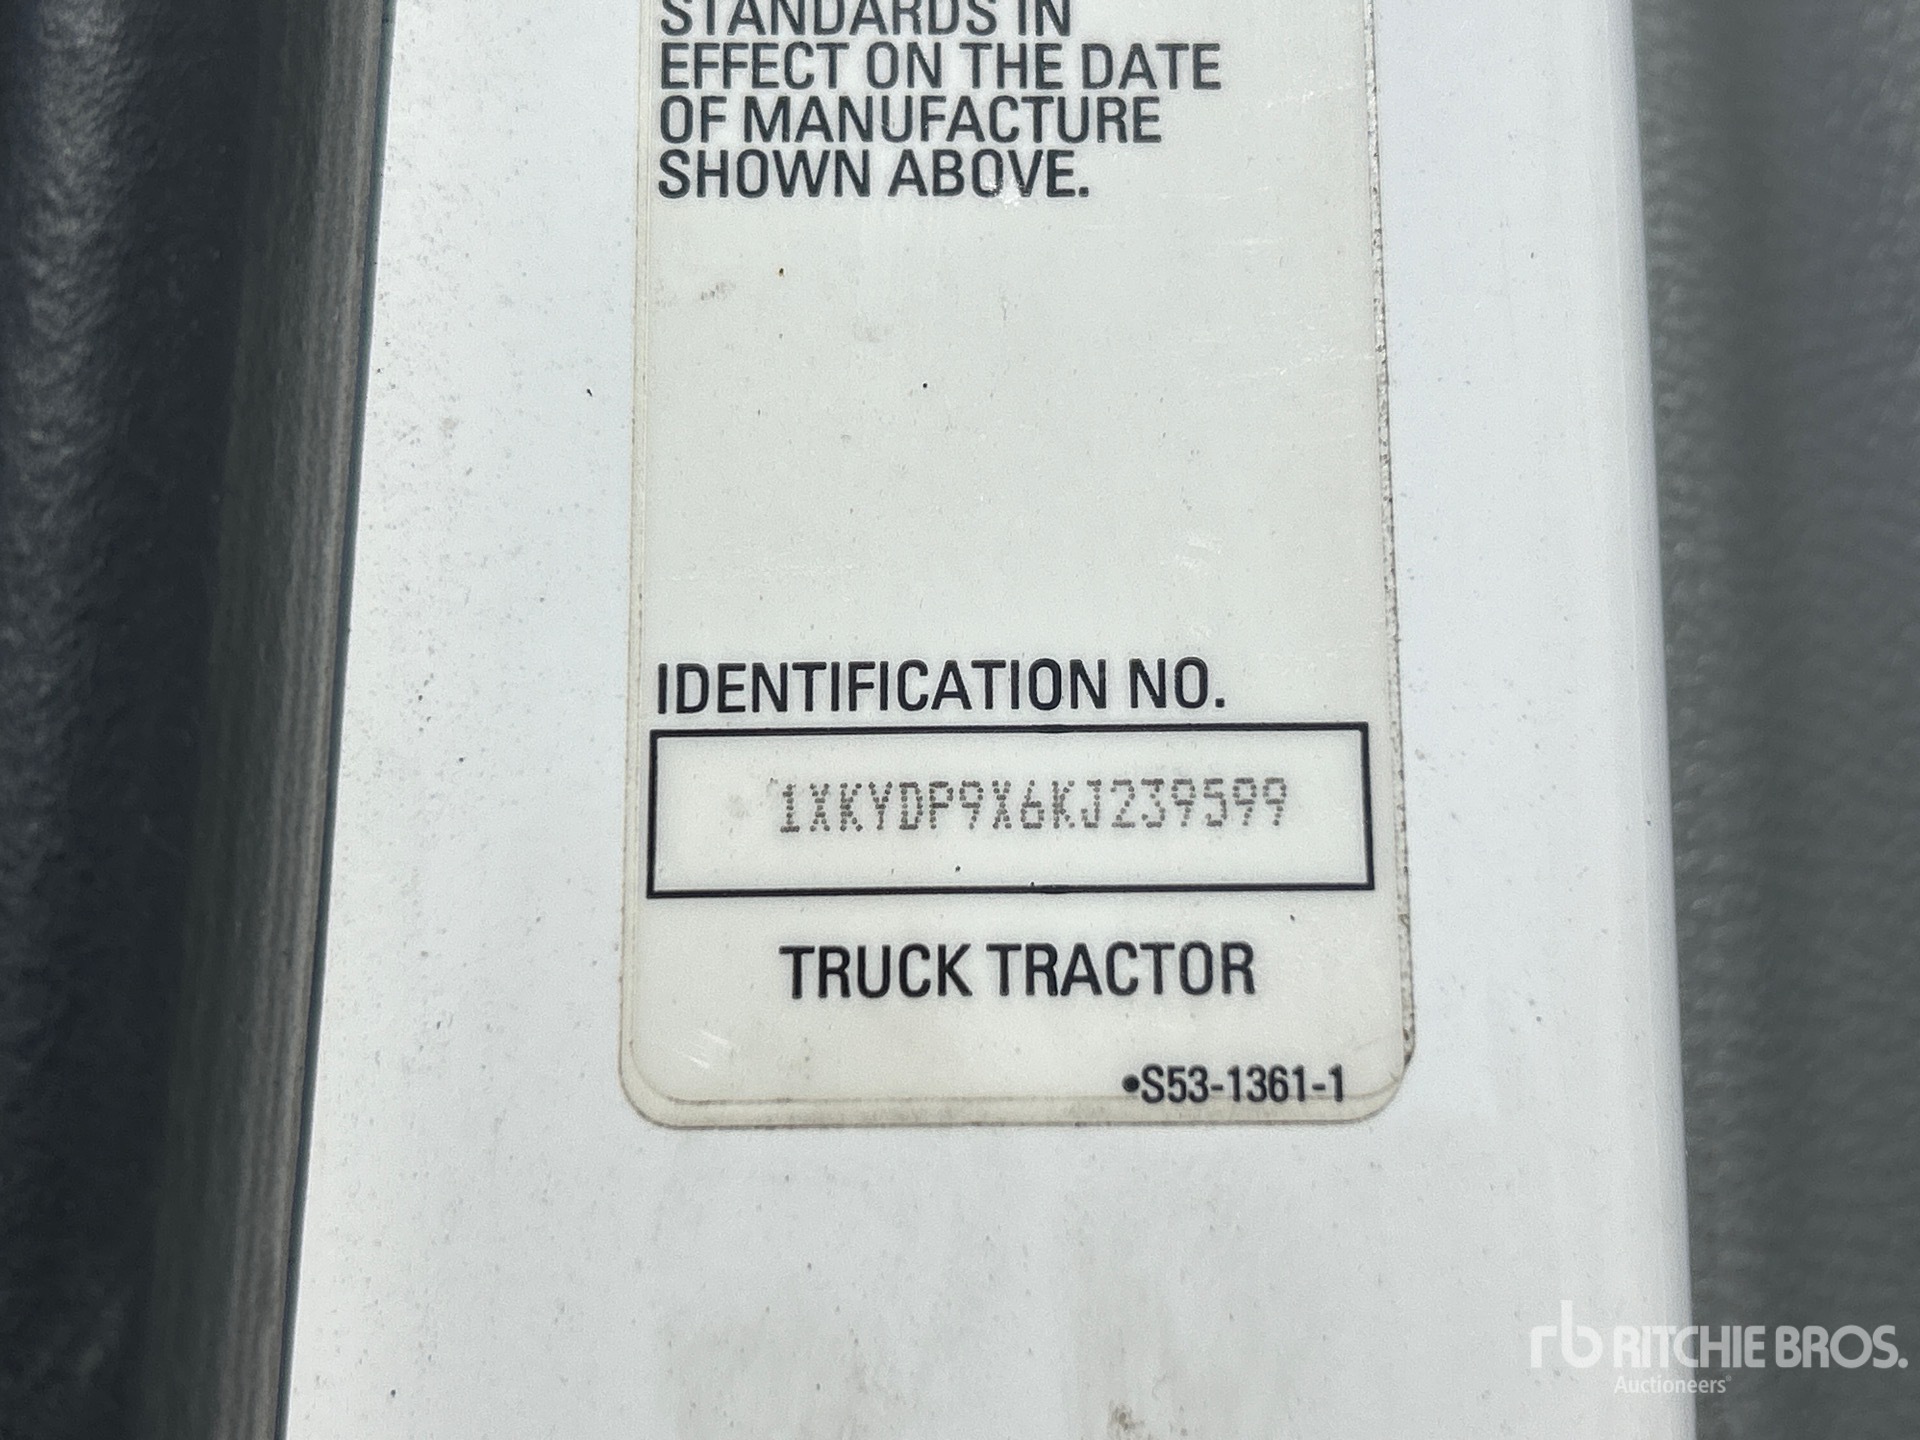 STANDARDS IN
EFFECT ON THE DATE
OF MANUFACTURE
SHOWN ABOVE.
IDENTIFICATION NO.
1XKYDP9X6KJ239599
TRUCK TRACTOR
•S53-1361-1
rb RITCHIE BROS.
Auctioneers®